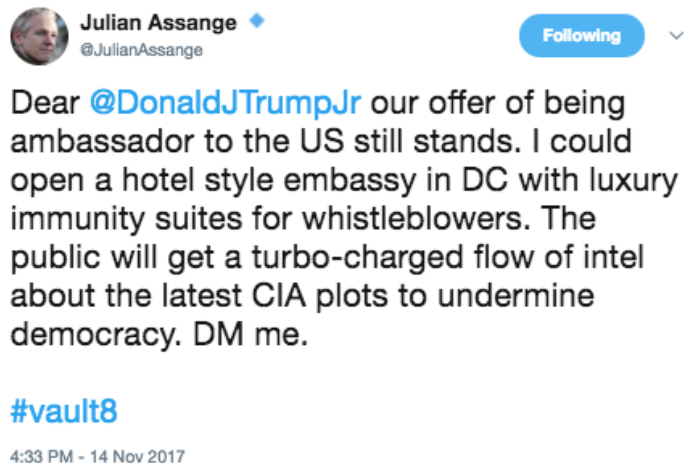 Julian Assange
@JulianAssange
Following
Dear @DonaldJTrumpJr our offer of being
ambassador to the US still stands. I could
open a hotel style embassy in DC with luxury
immunity suites for whistleblowers. The
public will get a turbo-charged flow of intel
about the latest CIA plots to undermine
democracy. DM me.
#vault8
4:33 PM - 14 Nov 2017